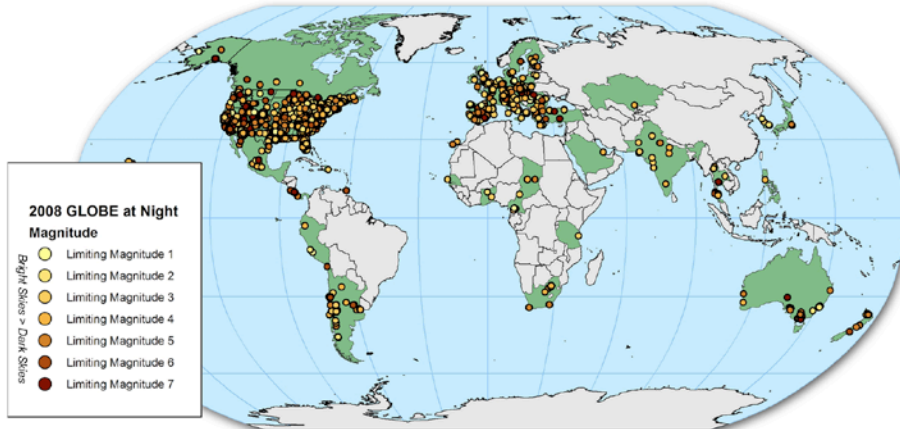 2008 GLOBE at Night
Magnitude
Bright Skies > Dark Skies
Limiting Magnitude 1
Limiting Magnitude 2
Limiting Magnitude 3
Limiting Magnitude 4
Limiting Magnitude 5
Limiting Magnitude 6
Limiting Magnitude 7